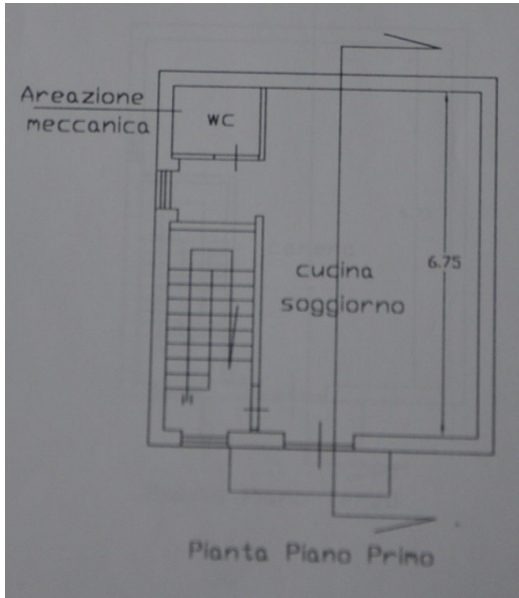 Areazione
meccanica
WC
cucina
soggiorno
6.75
Pianta Piano Primo